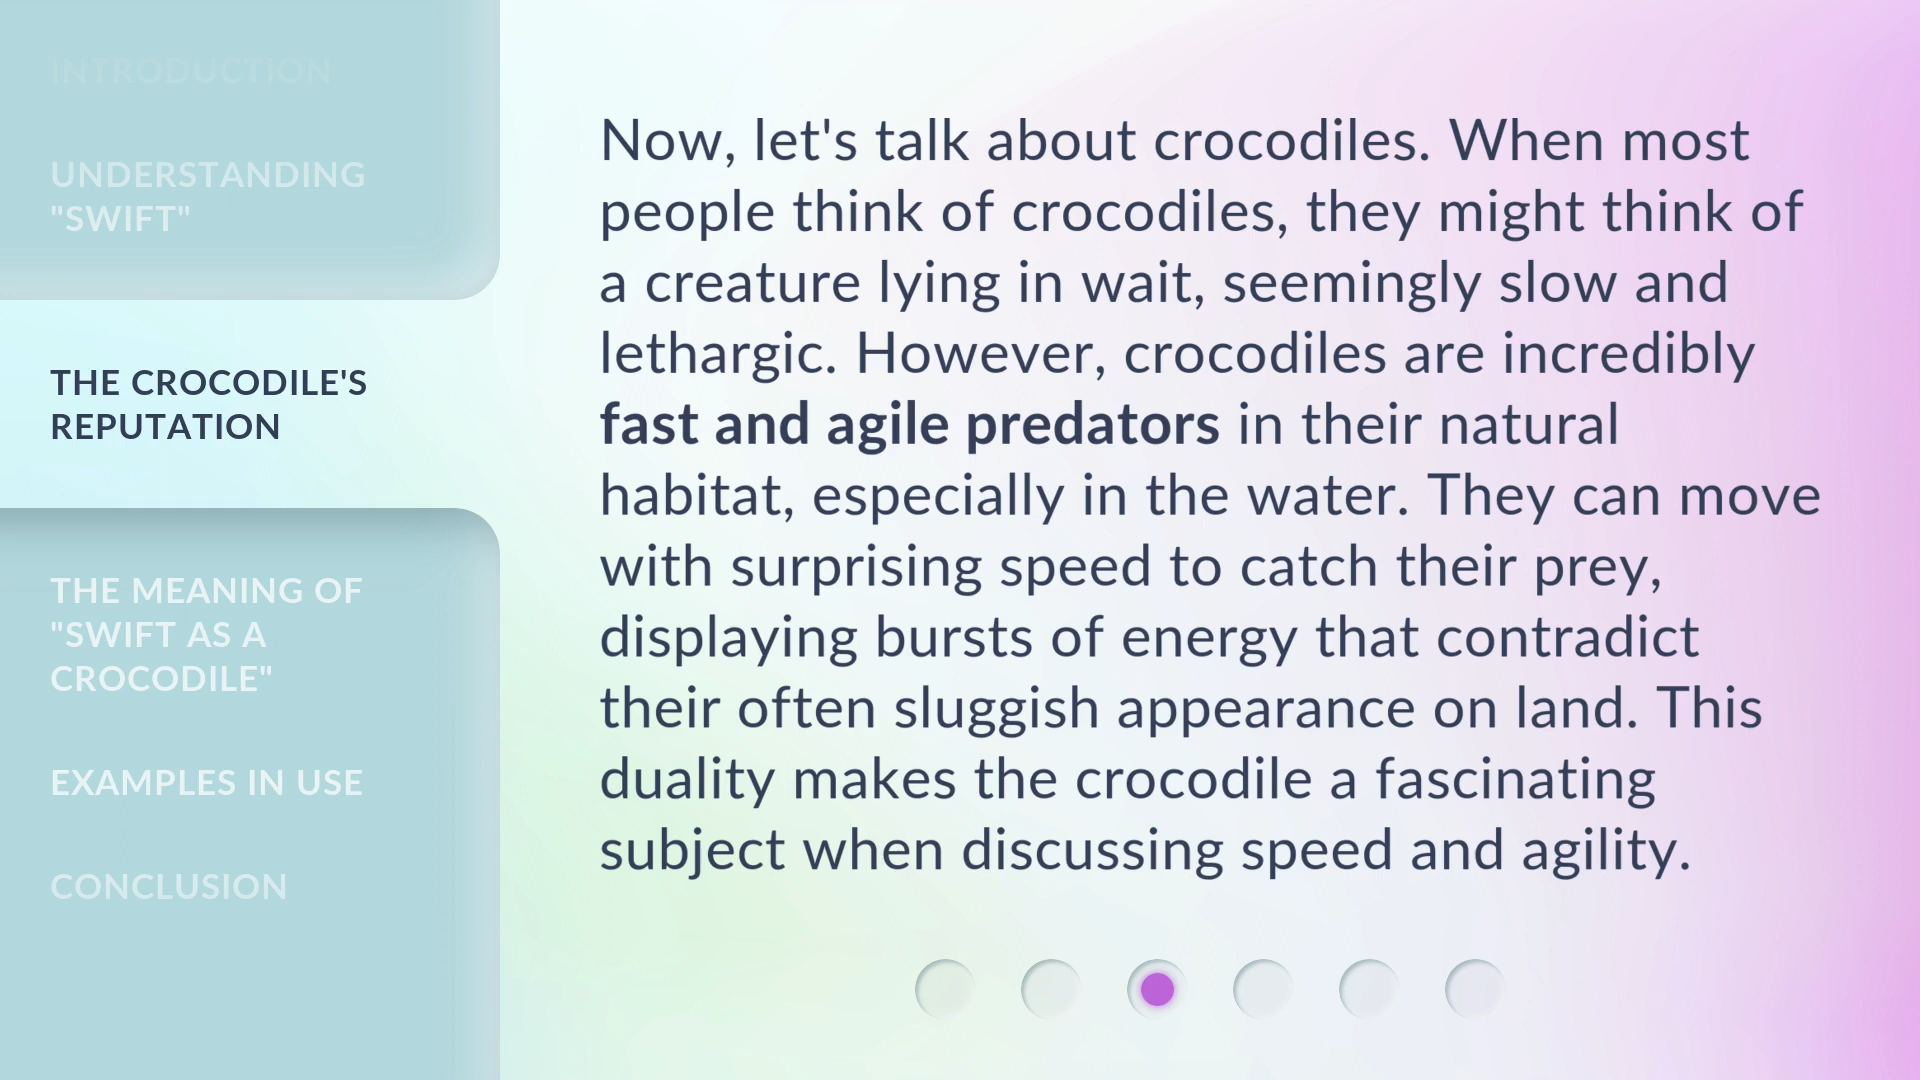 INTRODUCTION
UNDERSTANDING
"SWIFT"
THE CROCODILE'S
REPUTATION
THE MEANING OF
"SWIFT AS A
CROCODILE"
EXAMPLES IN USE
CONCLUSION
Now, let's talk about crocodiles. When most
people think of crocodiles, they might think of
a creature lying in wait, seemingly slow and
lethargic. However, crocodiles are incredibly
fast and agile predators in their natural
habitat, especially in the water. They can move
with surprising speed to catch their prey,
displaying bursts of energy that contradict
their often sluggish appearance on land. This
duality makes the crocodile a fascinating
subject when discussing speed and agility.